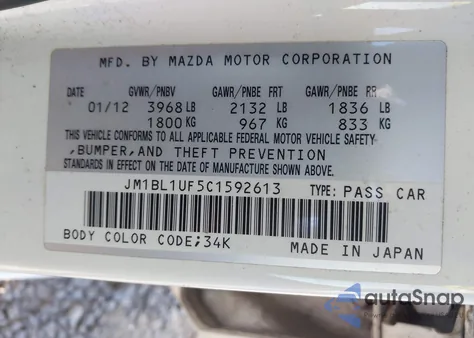 MFD. BY MAZDA MOTOR CORPORATION
DATE GVWR/PNBV GAWR/PNBE FRT GAWR/PNBE RR
01/12 3968 LB 2132 LB 1836 LB
1800 KG 967 KG 833 KG
THIS VEHICLE CONFORMS TO ALL APPLICABLE FEDERAL MOTOR VEHICLE SAFETY
,BUMPER,AND THEFT PREVENTION
STANDARDS IN EFFECT ON THE DATE OF MANUFACTURE SHOWN ABOVE.
JM1BL1UF5C1592613 TYPE: PASS CAR
BODY COLOR CODE;34K MADE IN JAPAN
autoSnap